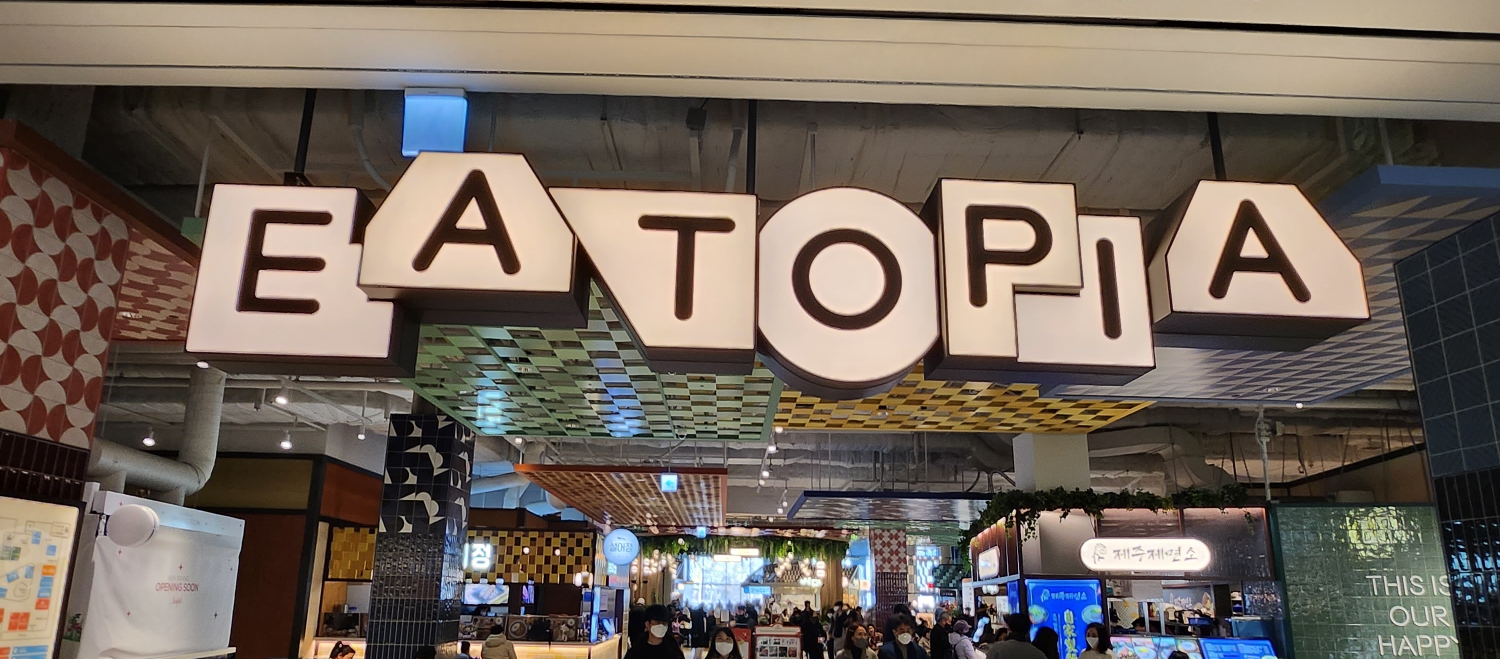 EATOPIA
OPENING SOON
제주제면소
THIS IS
OUR
HAPPY